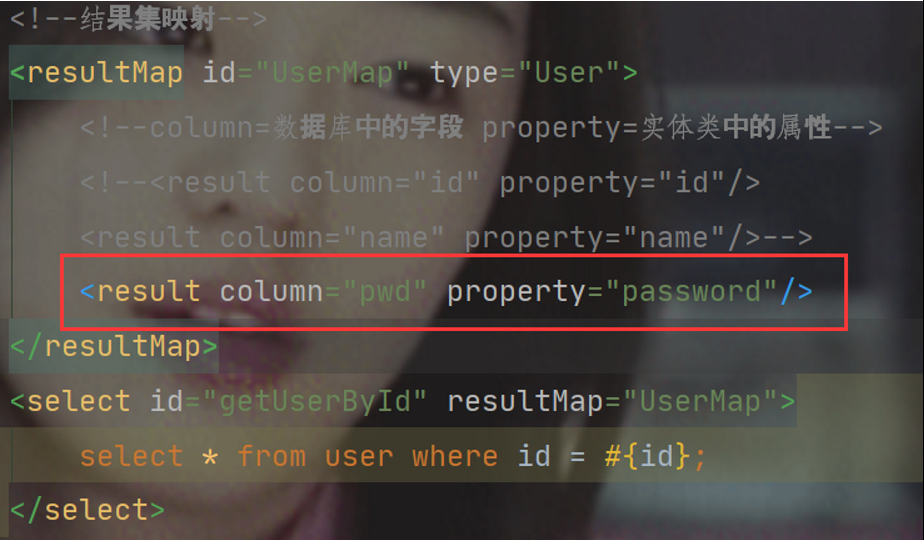 <!--结果集映射-->
<resultMap id="UserMap" type="User">
<!--column=数据库中的字段 property=实体类中的属性-->
<!--<result column="id" property="id"/>
<result column="name" property="name"/>-->
<result column="pwd" property="password"/>
</resultMap>
<select id="getUserById" resultMap="UserMap">
select * from user where id = #{id};
</select>